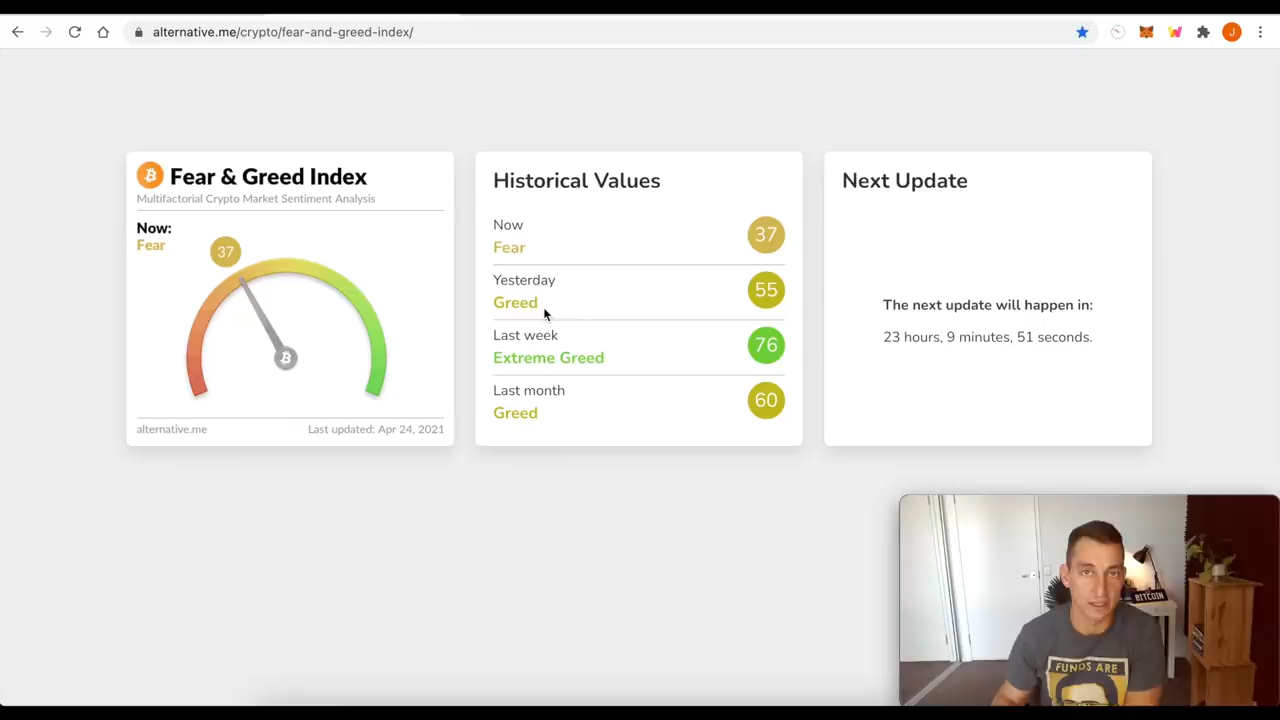 alternative.me/crypto/fear-and-greed-index/
J
Fear & Greed Index
Multifactorial Crypto Market Sentiment Analysis
Now:
Fear
37
alternative.me
Last updated: Apr 24, 2021
Historical Values
Now
Fear
37
Yesterday
Greed
55
Last week
Extreme Greed
76
Last month
Greed
60
Next Update
The next update will happen in:
23 hours, 9 minutes, 51 seconds.
BITCOIN
FUNDS ARE